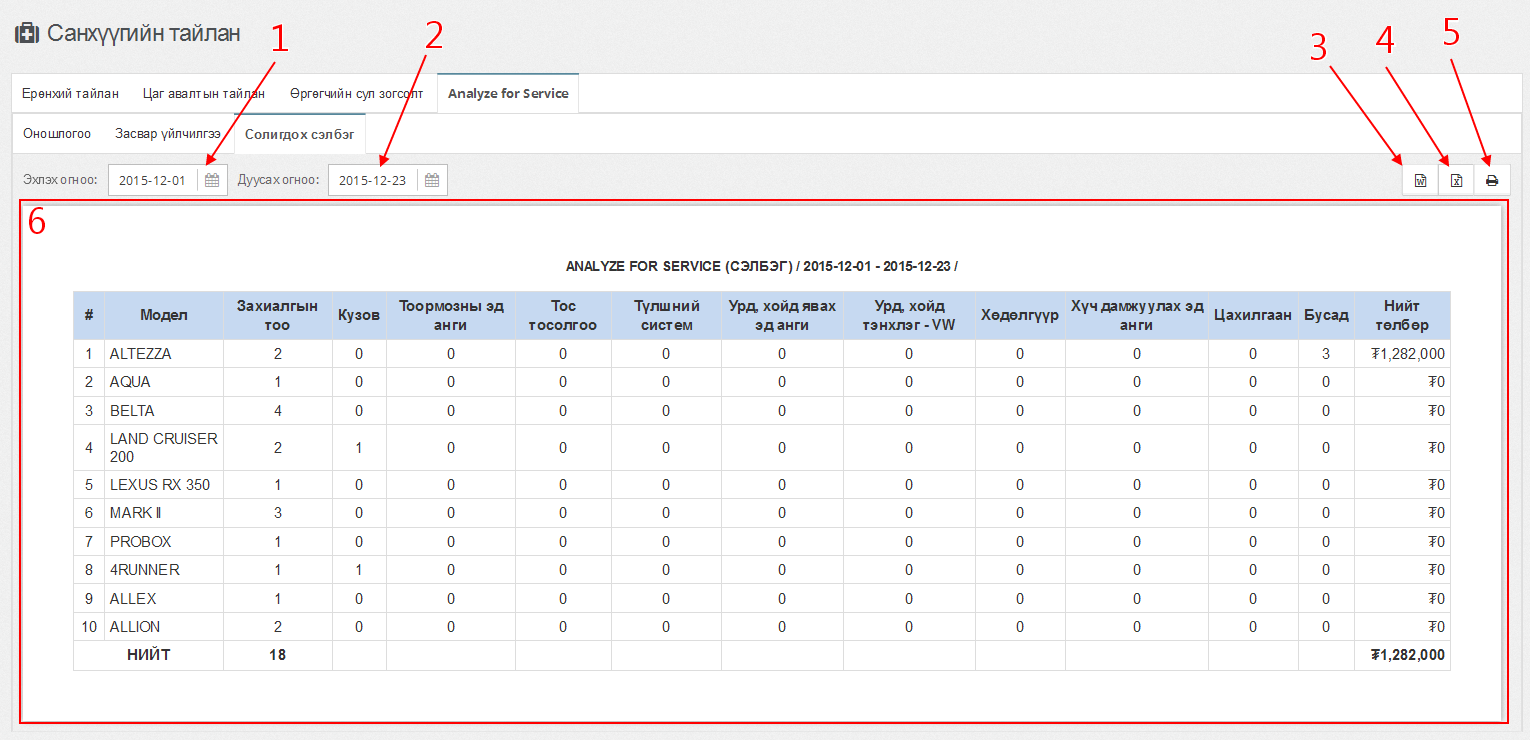 Санхүүгийн тайлан
1
2
3
4
5
Ерөнхий тайлан Цаг авалтын тайлан Өргөгчийн сул зогсолт Analyze for Service
Оношлогоо Засвар үйлчилгээ Солигдох сэлбэг
Эхлэх огноо: 2015-12-01 Дуусах огноо: 2015-12-23
6
ANALYZE FOR SERVICE (СЭЛБЭГ) / 2015-12-01 - 2015-12-23 /
# Модел Захиалгын тоо Кузов Тоормозны эд анги Тос тосолгоо Түлшний систем Урд, хойд явах эд анги Урд, хойд тэнхлэг - VW Хөдөлгүүр Хүч дамжуулах эд анги Цахилгаан Бусад Нийт төлбөр
1 ALTEZZA 2 0 0 0 0 0 0 0 0 0 3 ₮1,282,000
2 AQUA 1 0 0 0 0 0 0 0 0 0 0 ₮0
3 BELTA 4 0 0 0 0 0 0 0 0 0 0 ₮0
4 LAND CRUISER 200 2 1 0 0 0 0 0 0 0 0 0 ₮0
5 LEXUS RX 350 1 0 0 0 0 0 0 0 0 0 0 ₮0
6 MARK II 3 0 0 0 0 0 0 0 0 0 0 ₮0
7 PROBOX 1 0 0 0 0 0 0 0 0 0 0 ₮0
8 4RUNNER 1 1 0 0 0 0 0 0 0 0 0 ₮0
9 ALLEX 1 0 0 0 0 0 0 0 0 0 0 ₮0
10 ALLION 2 0 0 0 0 0 0 0 0 0 0 ₮0
НИЙТ 18 ₮1,282,000